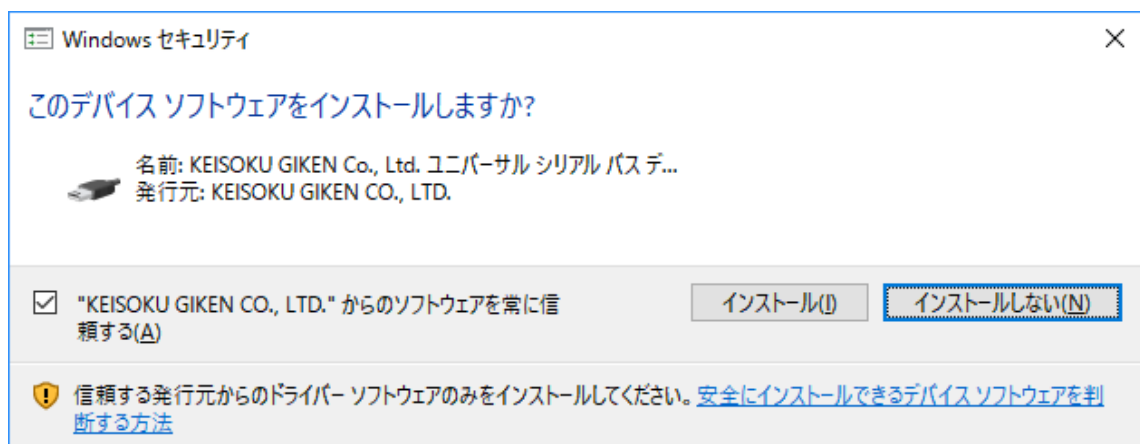 Windows セキュリティ
このデバイス ソフトウェアをインストールしますか?
名前: KEISOKU GIKEN Co., Ltd. ユニバーサル シリアル バス デ...
発行元: KEISOKU GIKEN CO., LTD.
"KEISOKU GIKEN CO., LTD." からのソフトウェアを常に信
頼する(A)
インストール(I)
インストールしない(N)
信頼する発行元からのドライバー ソフトウェアのみをインストールしてください。安全にインストールできるデバイス ソフトウェアを判
断する方法